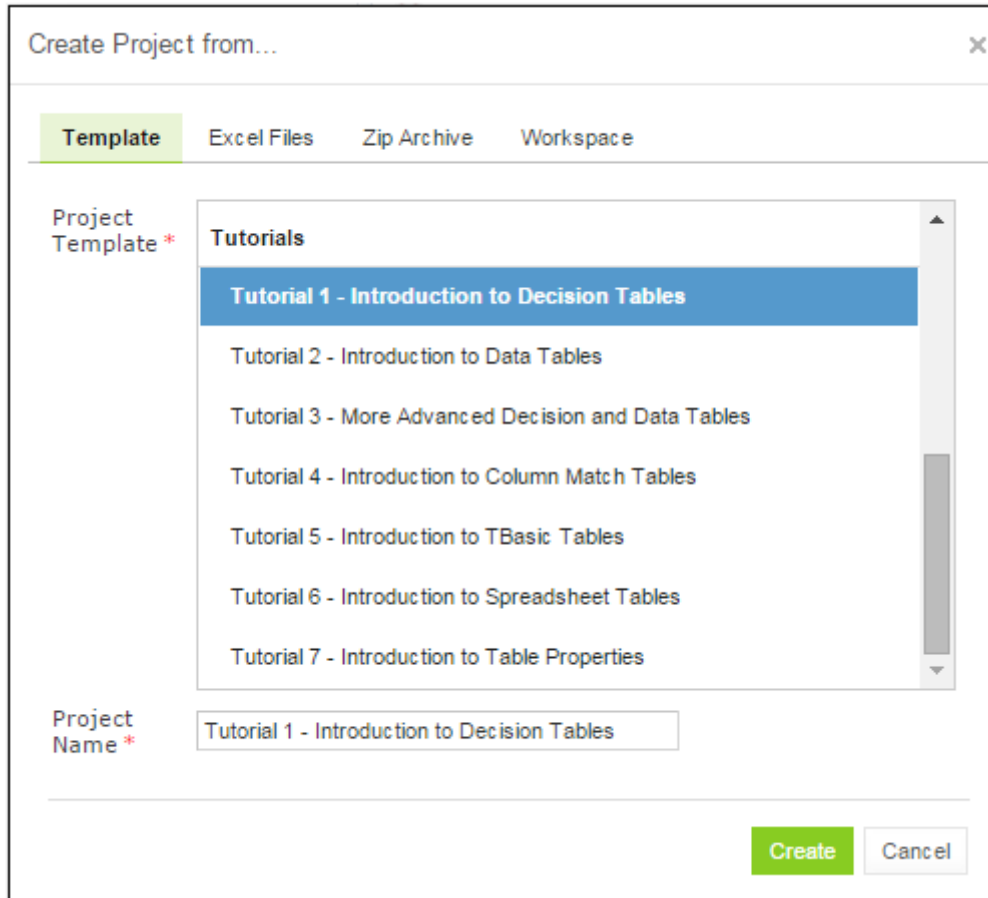 Create Project from...
×
Template Excel Files Zip Archive Workspace
Project
Template *
Tutorials
Tutorial 1 - Introduction to Decision Tables
Tutorial 2 - Introduction to Data Tables
Tutorial 3 - More Advanced Decision and Data Tables
Tutorial 4 - Introduction to Column Match Tables
Tutorial 5 - Introduction to TBasic Tables
Tutorial 6 - Introduction to Spreadsheet Tables
Tutorial 7 - Introduction to Table Properties
Project
Name *
Tutorial 1 - Introduction to Decision Tables
Create Cancel